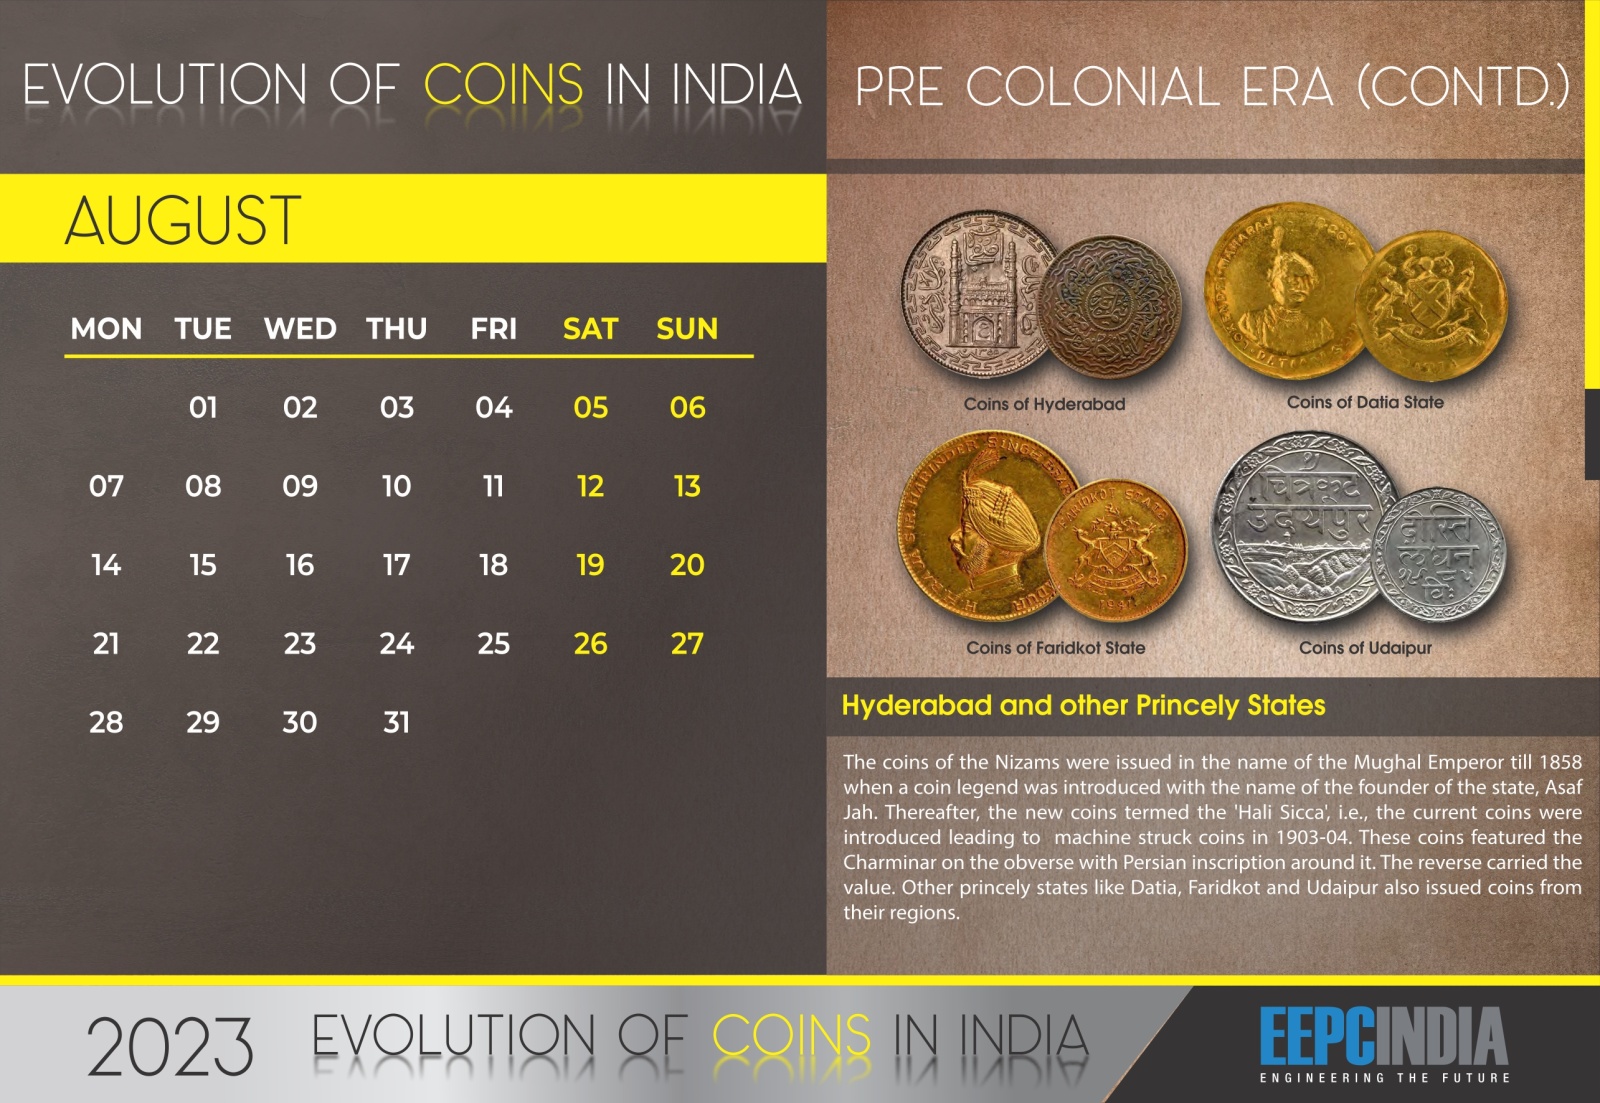 EVOLUTION OF COINS IN INDIA
AUGUST
MON TUE WED THU FRI SAT SUN
01 02 03 04 05 06
07 08 09 10 11 12 13
14 15 16 17 18 19 20
21 22 23 24 25 26 27
28 29 30 31
PRE COLONIAL ERA (CONTD.)
Coins of Hyderabad
Coins of Datia State
FARIDKOT STATE
1941
चित्रकूट
उदयपुर
दोस्ति
लंधन
Coins of Faridkot State
Coins of Udaipur
Hyderabad and other Princely States
The coins of the Nizams were issued in the name of the Mughal Emperor till 1858
when a coin legend was introduced with the name of the founder of the state, Asaf
Jah. Thereafter, the new coins termed the 'Hali Sicca', i.e., the current coins were
introduced leading to machine struck coins in 1903-04. These coins featured the
Charminar on the obverse with Persian inscription around it. The reverse carried the
value. Other princely states like Datia, Faridkot and Udaipur also issued coins from
their regions.
2023 EVOLUTION OF COINS IN INDIA
EEPCINDIA
ENGINEERING THE FUTURE